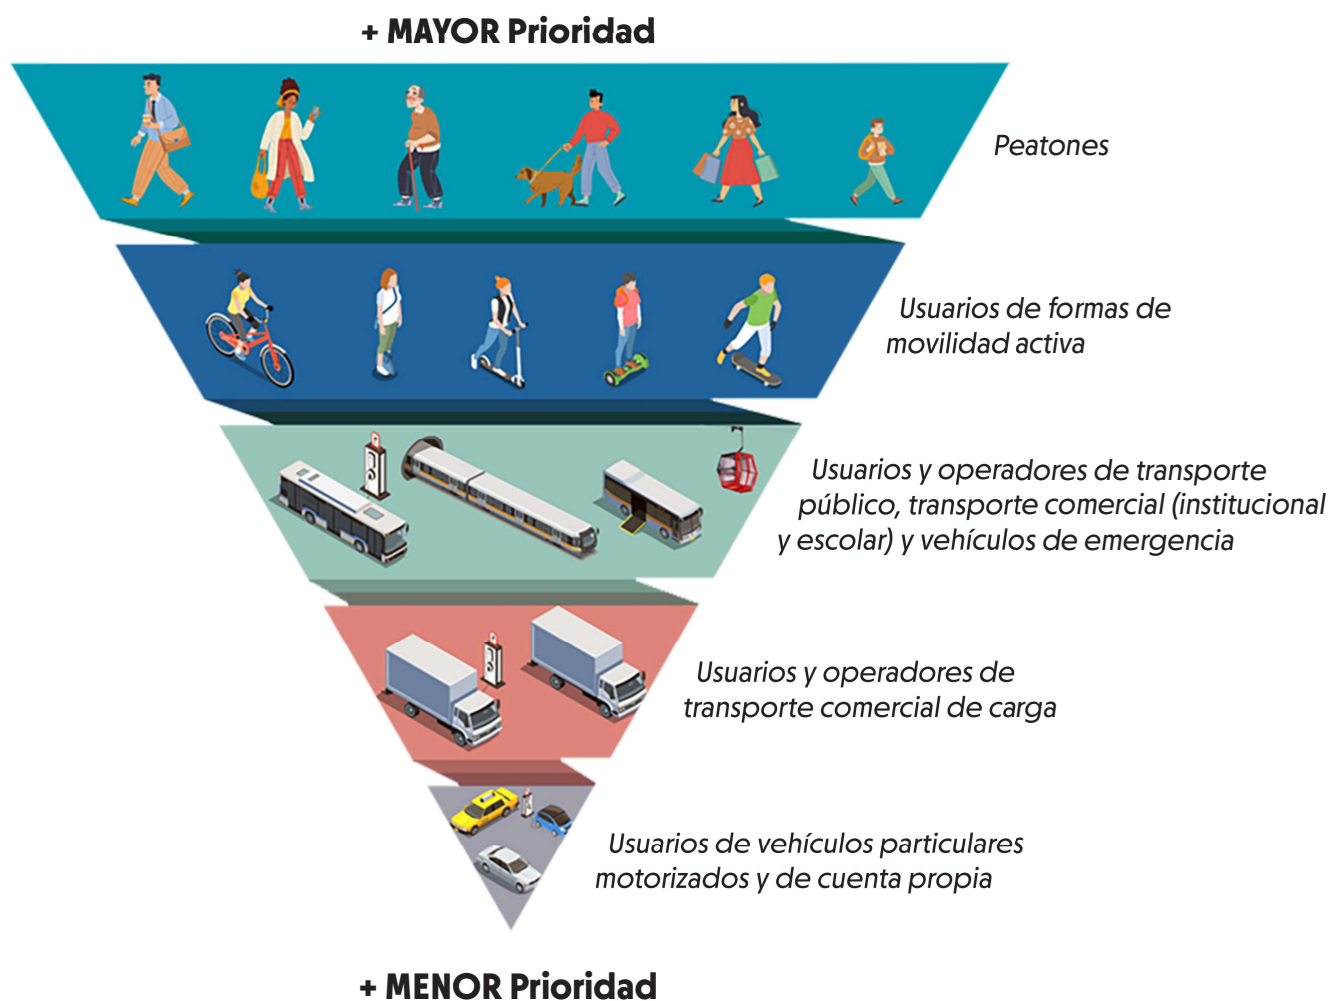 + MAYOR Prioridad
Peatones
Usuarios de formas de
movilidad activa
Usuarios y operadores de transporte
público, transporte comercial (institucional
y escolar) y vehículos de emergencia
Usuarios y operadores de
transporte comercial de carga
Usuarios de vehículos particulares
motorizados y de cuenta propia
+ MENOR Prioridad